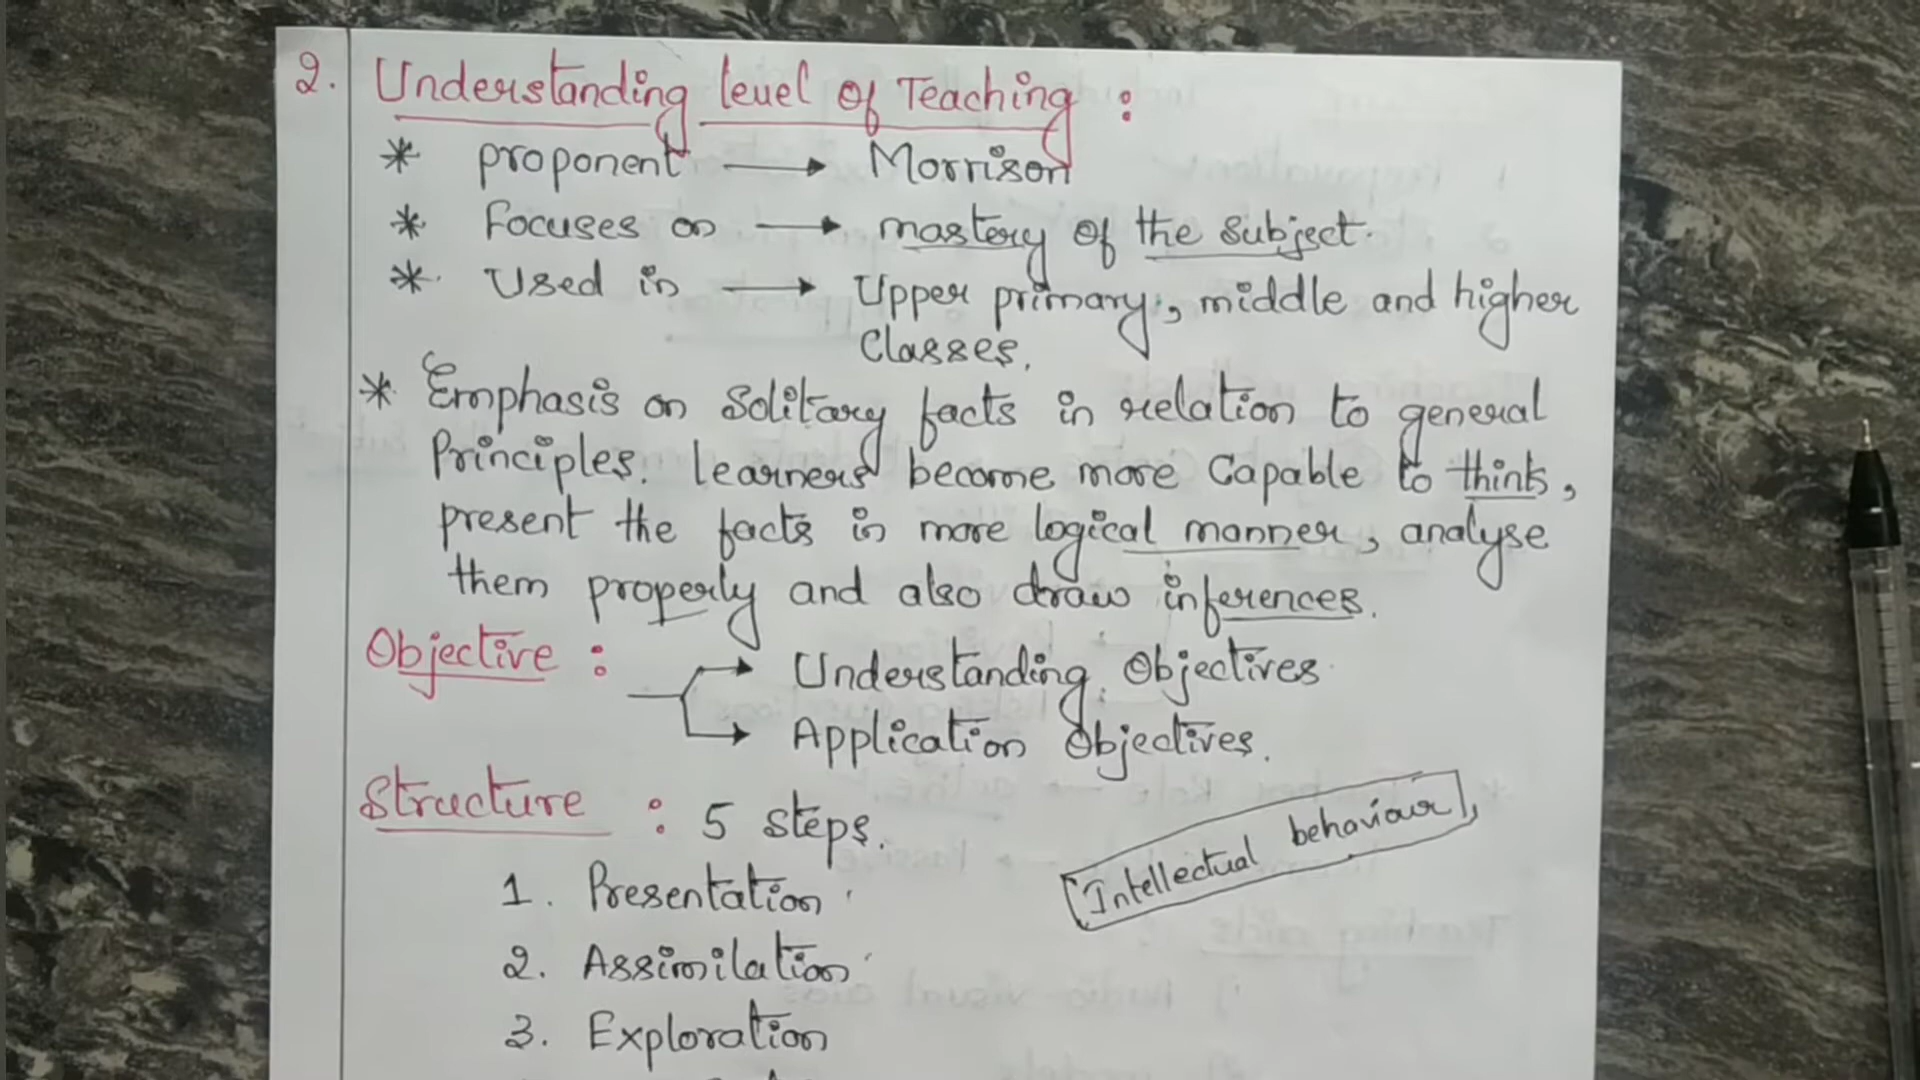 2. Understanding level of Teaching :
* proponent → Morrison
* Focuses on → mastery of the subject.
* Used in → Upper primary, middle and higher
Classes.
* Emphasis on Solitary facts in relation to general
Principles. learners become more Capable to think,
present the facts in more logical manner, analyse
them properly and also draw inferences.
Objective :
→ Understanding Objectives
→ Application Objectives.
Structure : 5 steps.
Intellectual behaviour
1. Presentation
2. Assimilation
3. Exploration